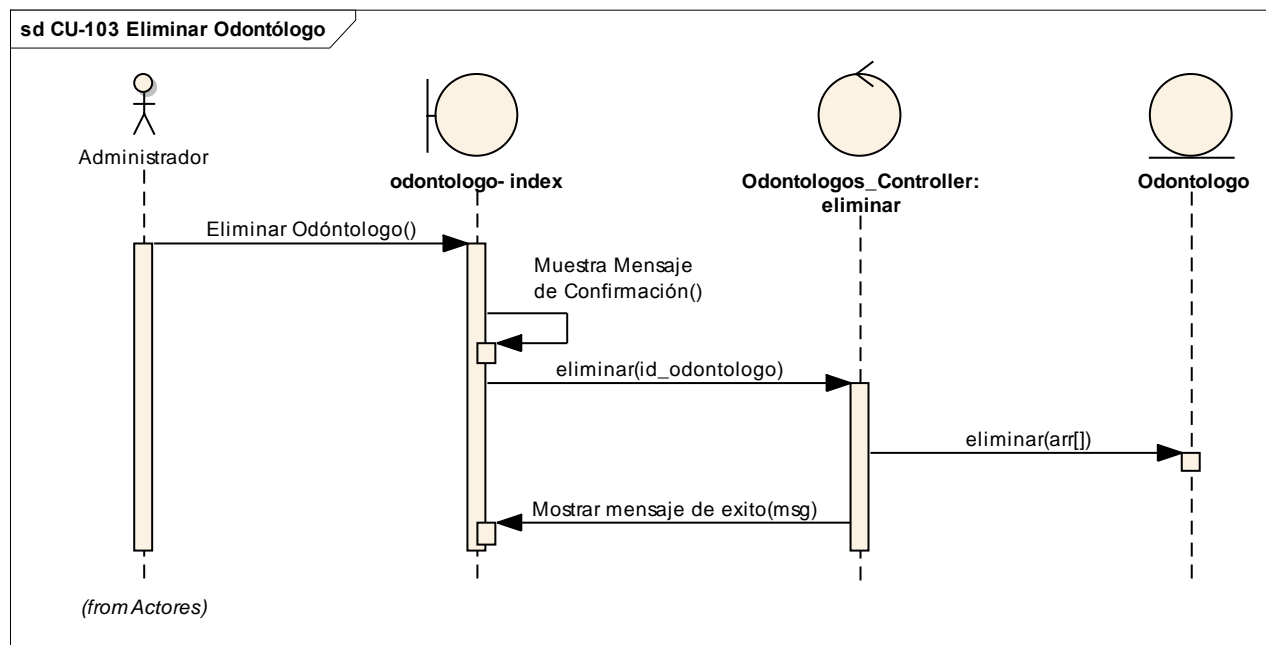 sd CU-103 Eliminar Odontólogo
Administrador
odontologo- index
Odontologos_Controller:
eliminar
Odontologo
Eliminar Odóntologo()
Muestra Mensaje
de Confirmación()
eliminar(id_odontologo)
eliminar(arr[])
Mostrar mensaje de exito(msg)
(from Actores)